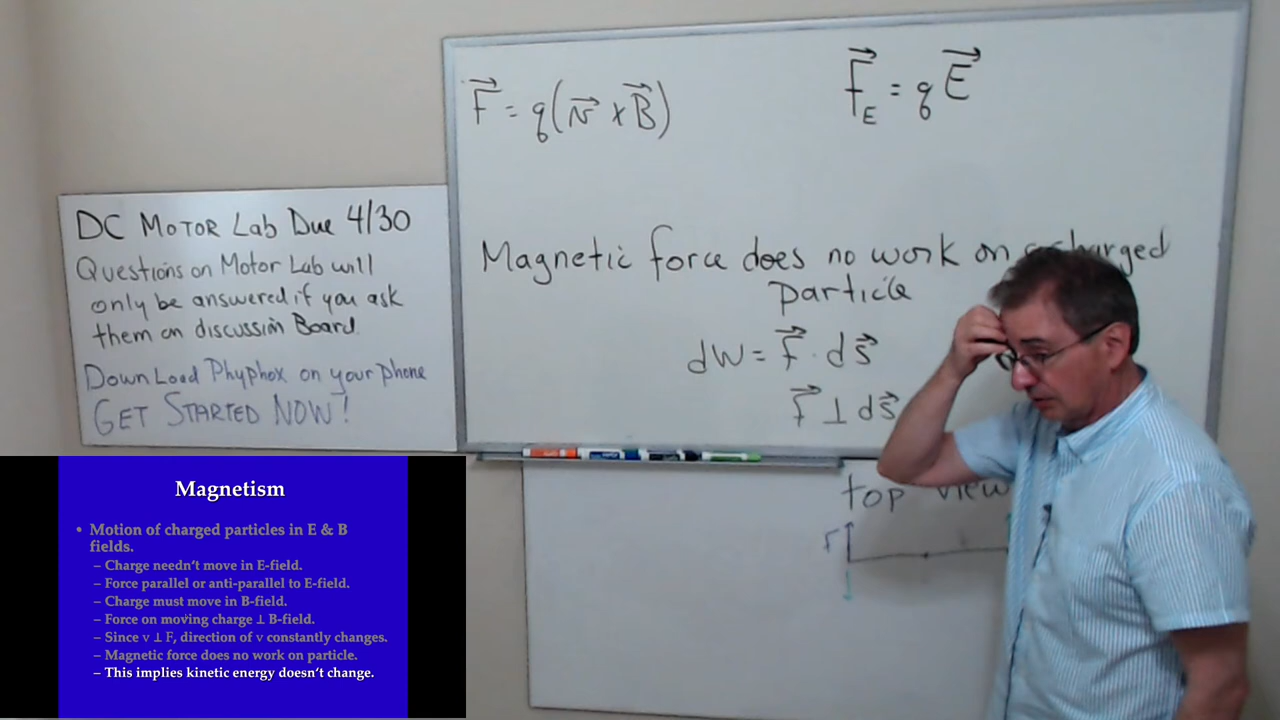 F⃗ = q(v⃗ × B⃗)
F⃗_E = qE⃗
Magnetic force does no work on a charged
particle
dW = F⃗ · ds⃗
F⃗ ⊥ ds⃗
DC MOTOR Lab Due 4/30
Questions on Motor Lab will
only be answered if you ask
them on discussion Board.
DownLoad Phyphox on your phone
GET STARTED NOW!
top view
F
Magnetism
• Motion of charged particles in E & B
fields.
– Charge needn't move in E-field.
– Force parallel or anti-parallel to E-field.
– Charge must move in B-field.
– Force on moving charge ⊥ B-field.
– Since v ⊥ F, direction of v constantly changes.
– Magnetic force does no work on particle.
– This implies kinetic energy doesn't change.